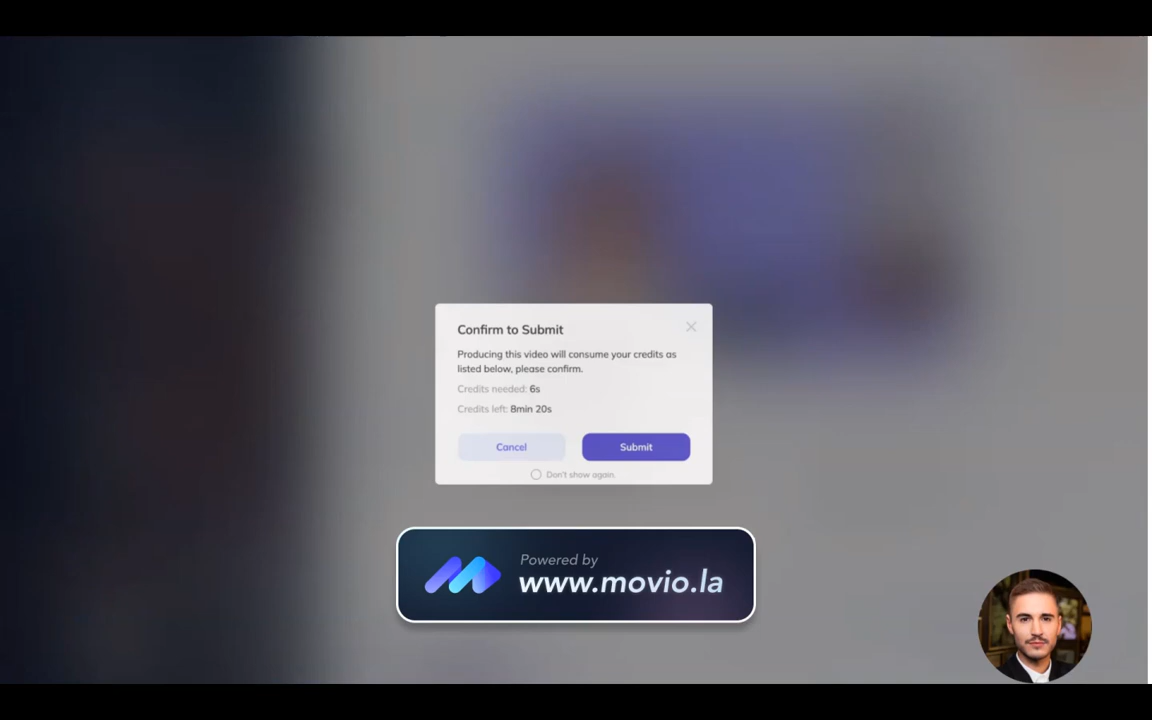 Confirm to Submit
Producing this video will consume your credits as
listed below, please confirm.
Credits needed: 6s
Credits left: 8min 20s
Cancel
Submit
Don't show again
Powered by
www.movio.la